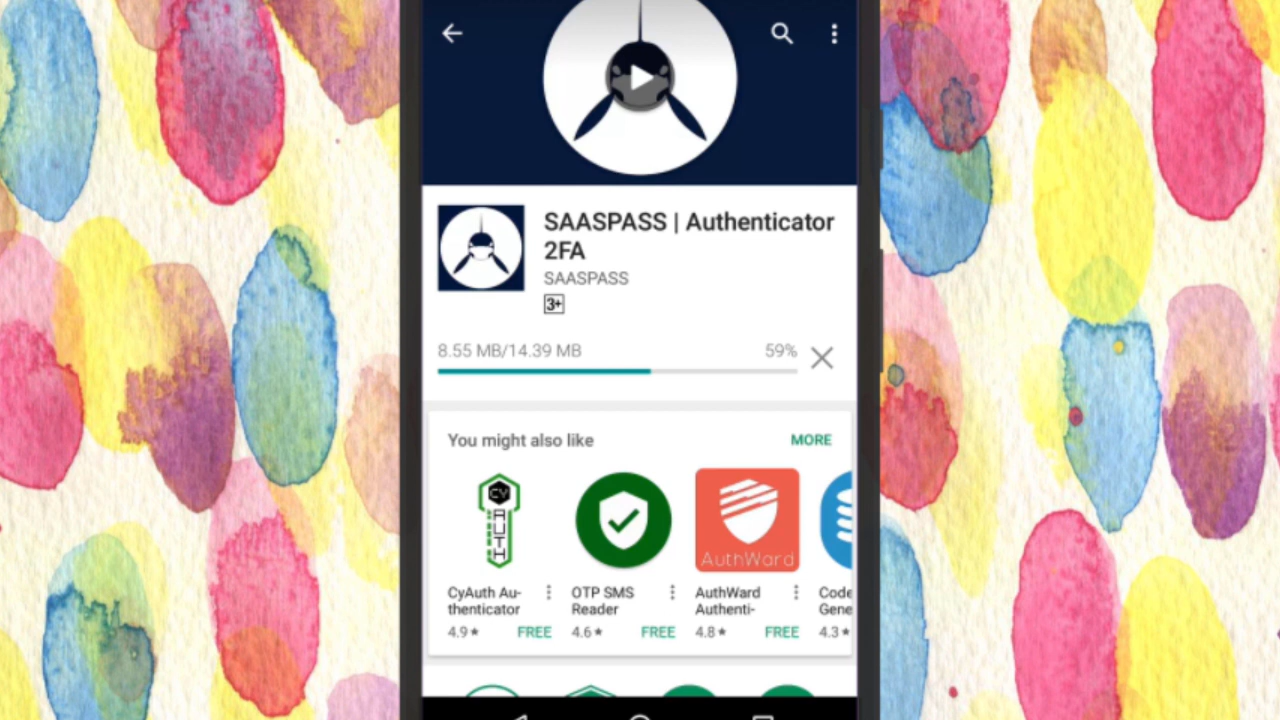 SAASPASS | Authenticator
2FA
SAASPASS
3+
8.55 MB/14.39 MB 59%
You might also like MORE
CY
AUTH
AuthWard
CyAuth Au-
thenticator
4.9★ FREE
OTP SMS
Reader
4.6★ FREE
AuthWard
Authenti-
4.8★ FREE
Code
Gene
4.3★